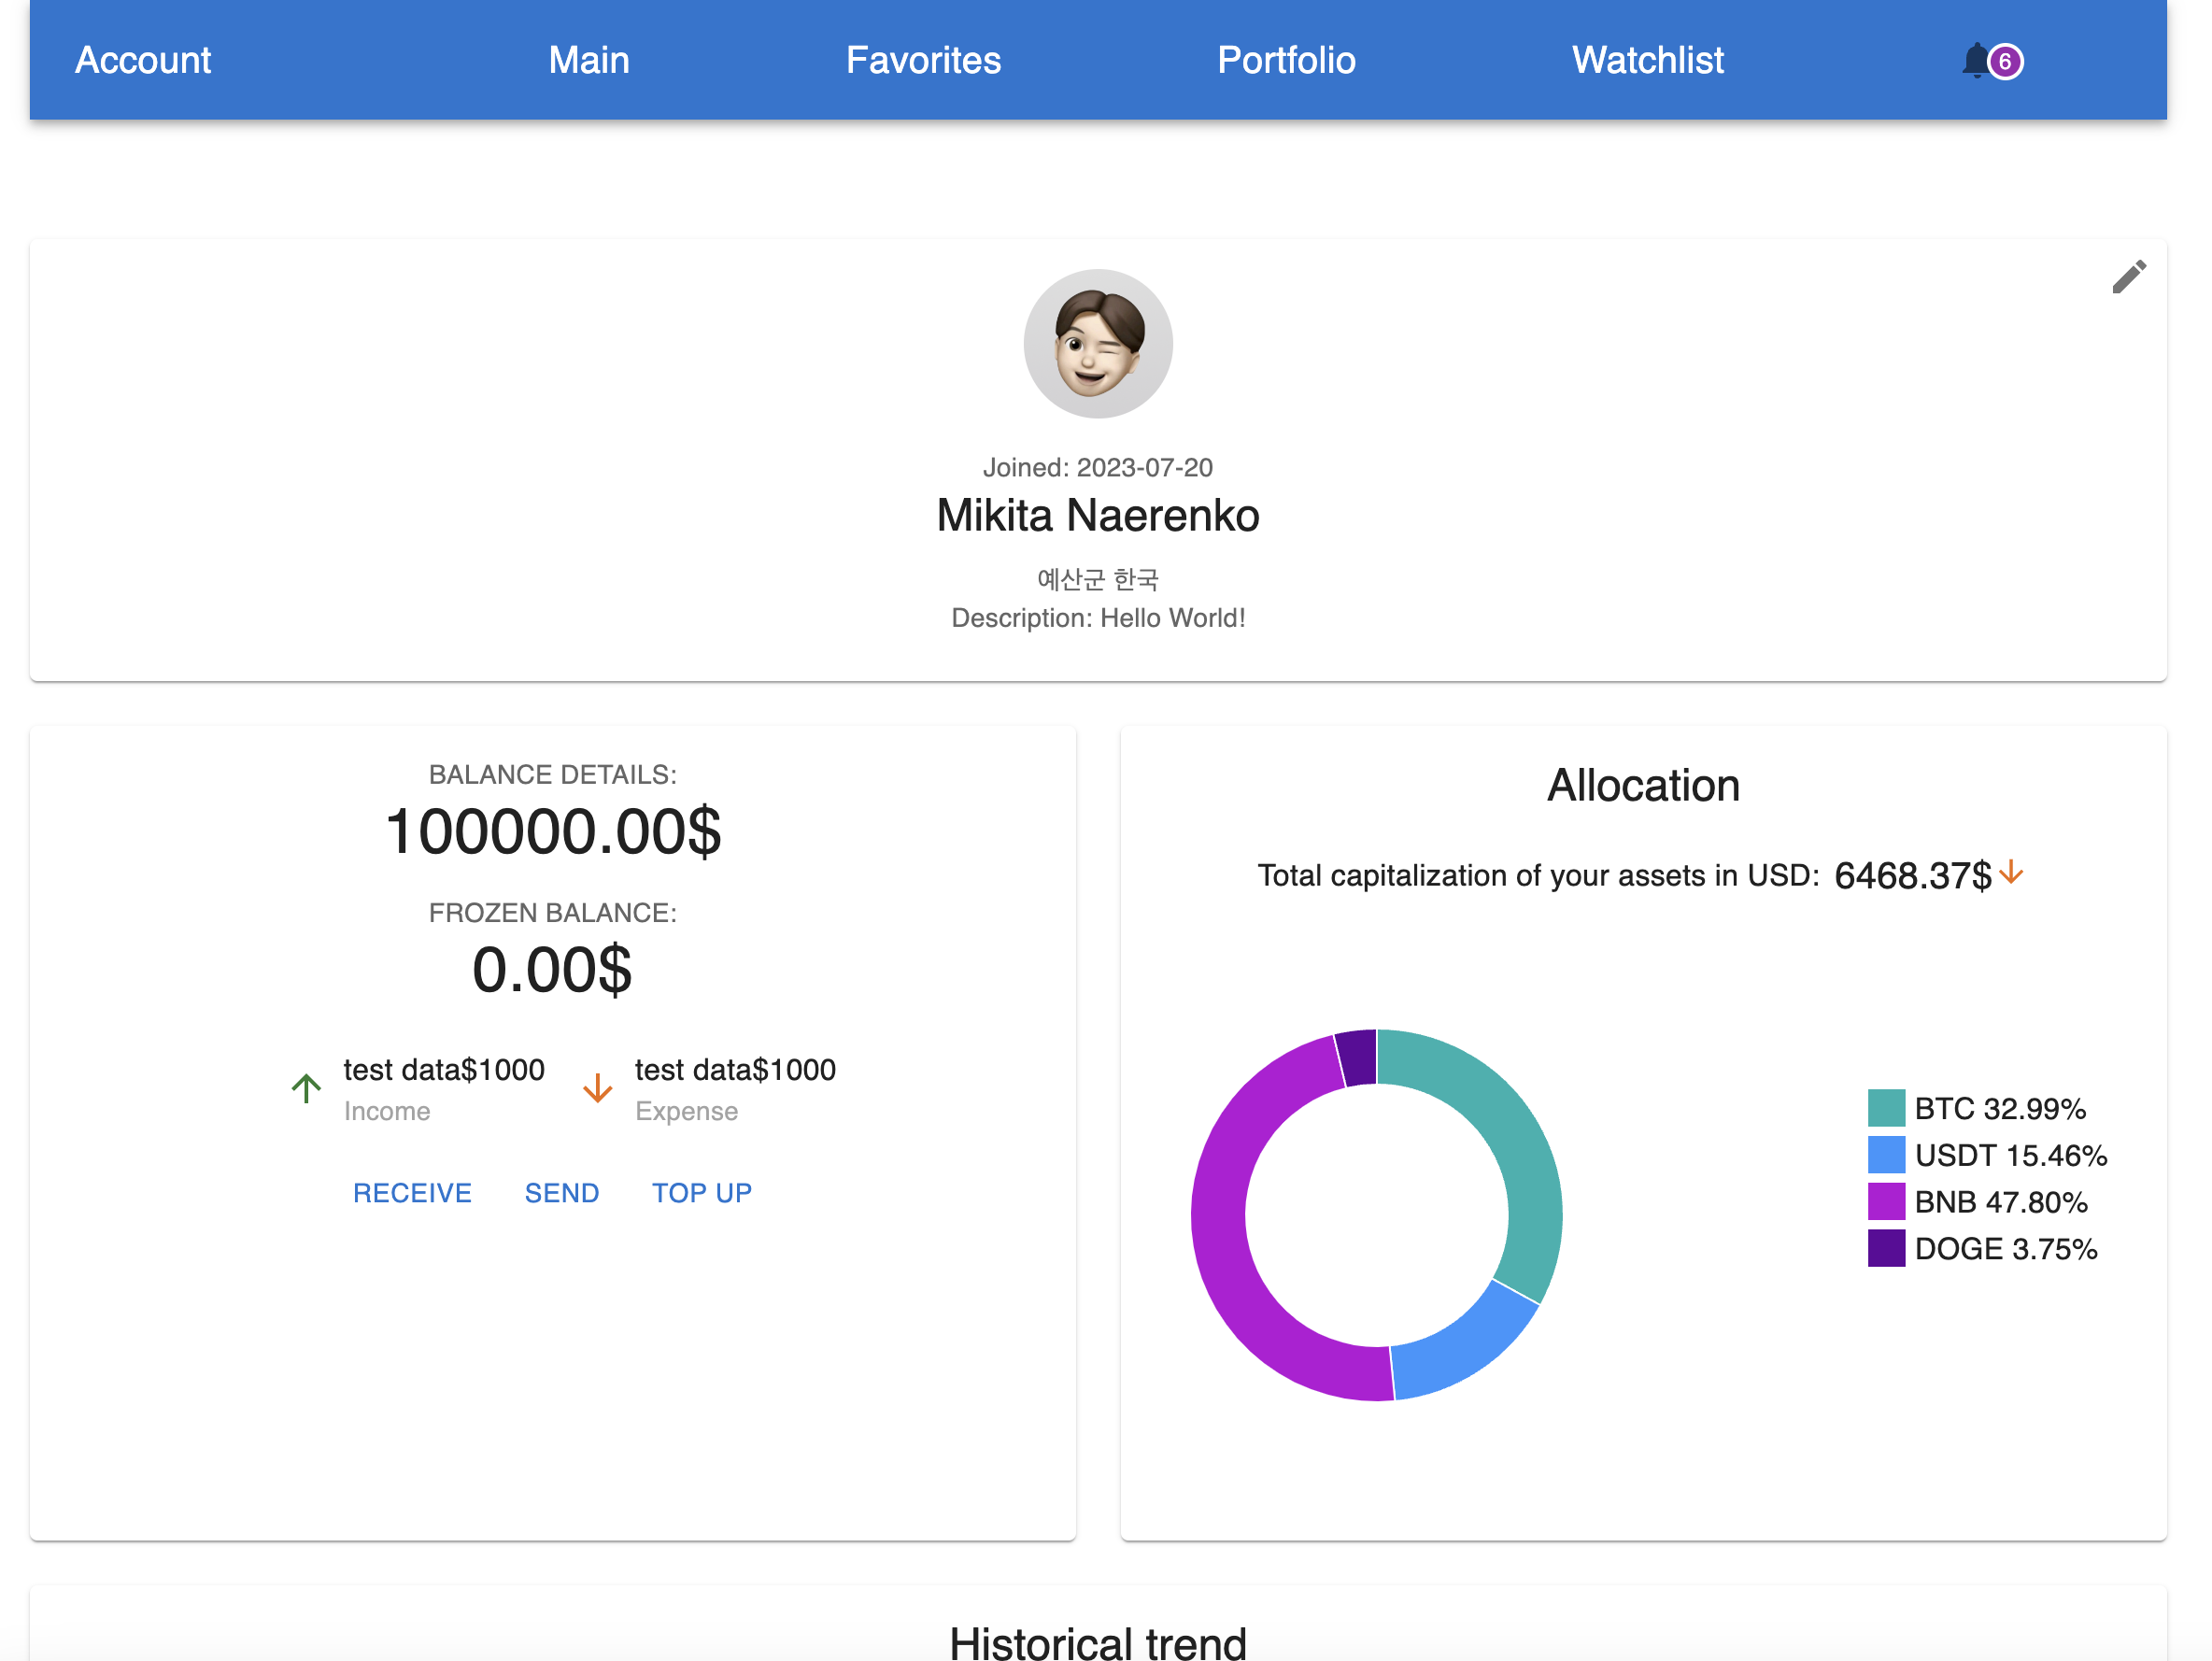 Account Main Favorites Portfolio Watchlist 6
Joined: 2023-07-20
Mikita Naerenko
예산군 한국
Description: Hello World!
BALANCE DETAILS:
100000.00$
FROZEN BALANCE:
0.00$
test data$1000
Income
test data$1000
Expense
RECEIVE SEND TOP UP
Allocation
Total capitalization of your assets in USD: 6468.37$
BTC 32.99%
USDT 15.46%
BNB 47.80%
DOGE 3.75%
Historical trend